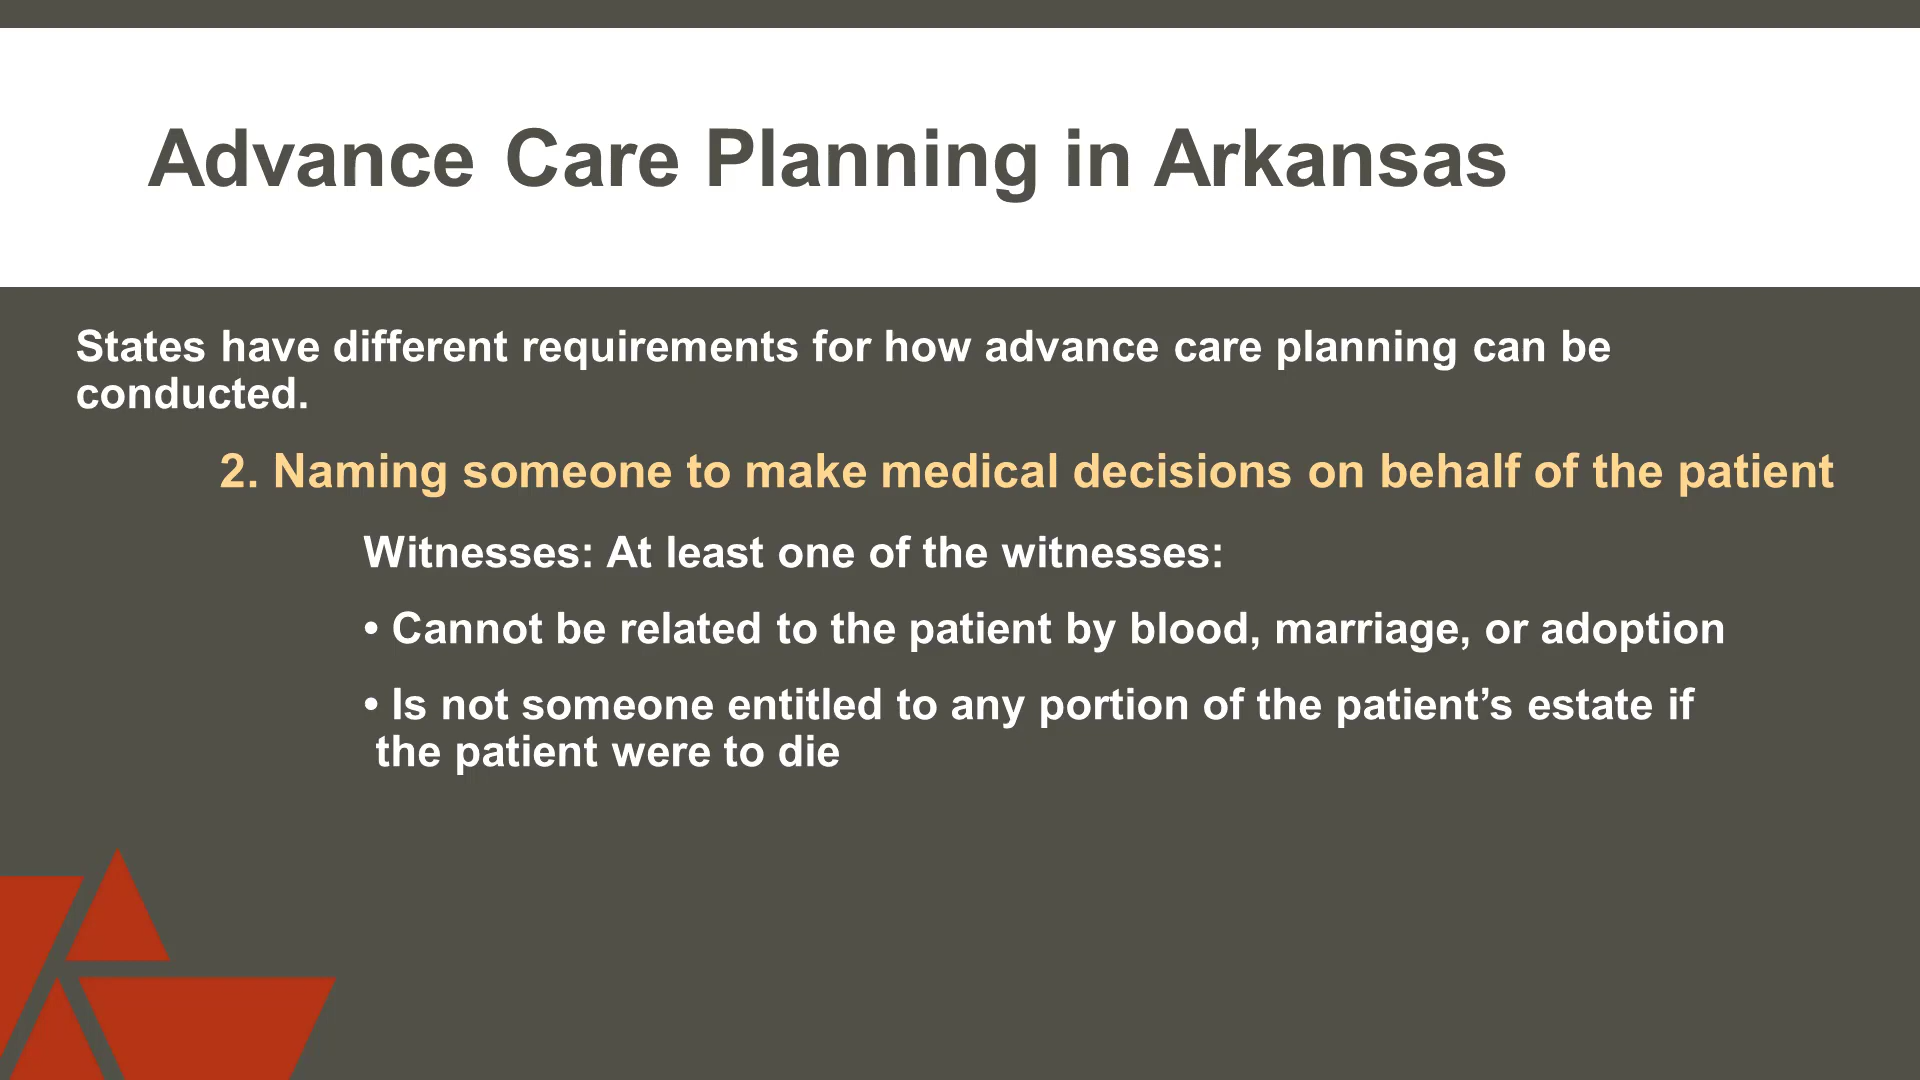 Advance Care Planning in Arkansas
States have different requirements for how advance care planning can be
conducted.
2. Naming someone to make medical decisions on behalf of the patient
Witnesses: At least one of the witnesses:
• Cannot be related to the patient by blood, marriage, or adoption
• Is not someone entitled to any portion of the patient’s estate if
the patient were to die